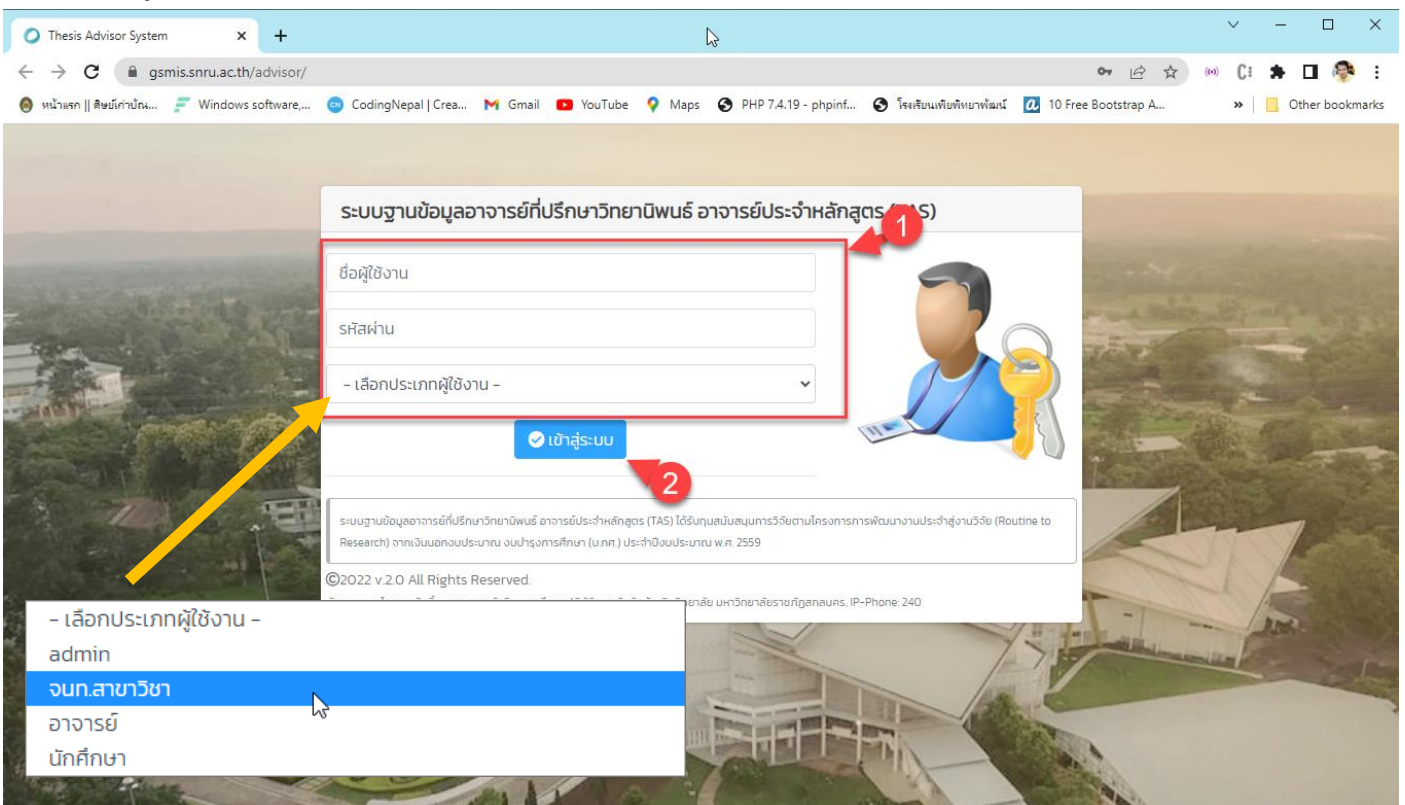 Thesis Advisor System
gsmis.snru.ac.th/advisor/
หน้าแรก || ศิษย์เก่าบัณ... Windows software,... CodingNepal | Crea... Gmail YouTube Maps PHP 7.4.19 - phpinf... โรงเรียนเพิ่มพิทยาพัฒน์ 10 Free Bootstrap A... » Other bookmarks
ระบบฐานข้อมูลอาจารย์ที่ปรึกษาวิทยานิพนธ์ อาจารย์ประจำหลักสูตร
1
ชื่อผู้ใช้งาน
รหัสผ่าน
- เลือกประเภทผู้ใช้งาน -
เข้าสู่ระบบ
2
ระบบฐานข้อมูลอาจารย์ที่ปรึกษาวิทยานิพนธ์ อาจารย์ประจำหลักสูตร (TAS) ได้รับทุนสนับสนุนการวิจัยตามโครงการการพัฒนางานประจำสู่งานวิจัย (Routine to
Research) จากเงินนอกงบประมาณ งบบำรุงการศึกษา (บ.กศ.) ประจำปีงบประมาณ พ.ศ. 2559
©2022 v.2.0 All Rights Reserved.
มหาวิทยาลัยราชภัฏสกลนคร, IP-Phone: 240
- เลือกประเภทผู้ใช้งาน -
admin
จนท.สาขาวิชา
อาจารย์
นักศึกษา